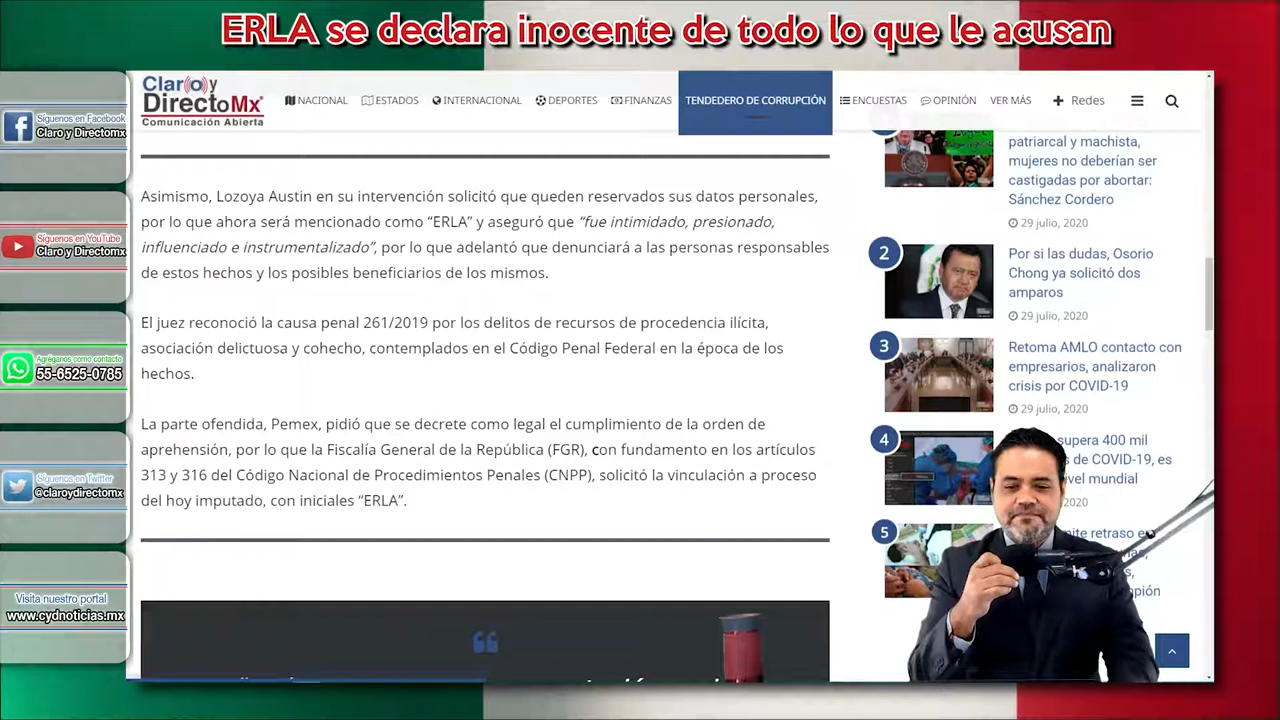 ERLA se declara inocente de todo lo que le acusan
Síguenos en Facebook
Claro y Directomx
Síguenos en YouTube
Claro y Directomx
Agréganos como contacto
55-6525-0785
Síguenos en Twitter
@claroydirectomx
Visita nuestro portal
www.cydnoticias.mx
Claro y
DirectoMx
Comunicación Abierta
NACIONAL ESTADOS INTERNACIONAL DEPORTES FINANZAS TENDEDERO DE CORRUPCIÓN ENCUESTAS OPINIÓN VER MÁS Redes
Asimismo, Lozoya Austin en su intervención solicitó que queden reservados sus datos personales,
por lo que ahora será mencionado como “ERLA” y aseguró que “fue intimidado, presionado,
influenciado e instrumentalizado”, por lo que adelantó que denunciará a las personas responsables
de estos hechos y los posibles beneficiarios de los mismos.
El juez reconoció la causa penal 261/2019 por los delitos de recursos de procedencia ilícita,
asociación delictuosa y cohecho, contemplados en el Código Penal Federal en la época de los
hechos.
La parte ofendida, Pemex, pidió que se decrete como legal el cumplimiento de la orden de
aprehensión, por lo que la Fiscalía General de la República (FGR), con fundamento en los artículos
313 y 316 del Código Nacional de Procedimientos Penales (CNPP), solicitó la vinculación a proceso
del hoy imputado, con iniciales “ERLA”.
patriarcal y machista,
mujeres no deberían ser
castigadas por abortar:
Sánchez Cordero
29 julio, 2020
2
Por si las dudas, Osorio
Chong ya solicitó dos
amparos
29 julio, 2020
3
Retoma AMLO contacto con
empresarios, analizaron
crisis por COVID-19
29 julio, 2020
4
supera 400 mil
de COVID-19, es
mundial
2020
5
retraso